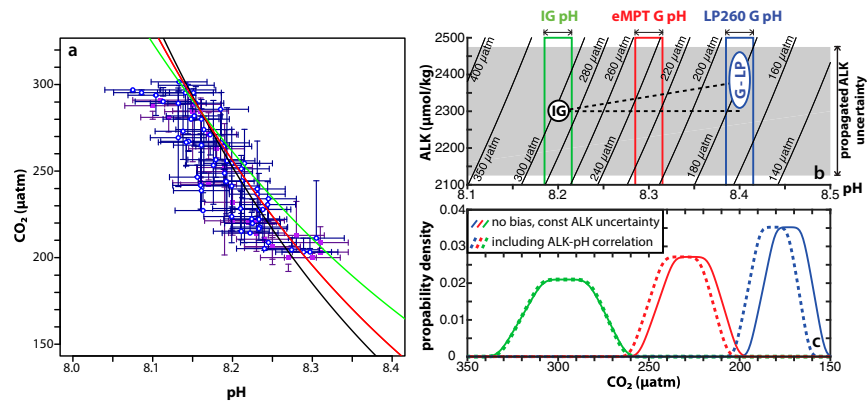 a
CO₂ (µatm)
300
250
200
150
8.0
8.1
8.2
8.3
8.4
pH
IG pH
eMPT G pH
LP260 G pH
ALK (µmol/kg)
2500
2400
2300
2200
2100
400 µatm
350 µatm
300 µatm
280 µatm
260 µatm
240 µatm
220 µatm
200 µatm
180 µatm
160 µatm
140 µatm
IG
G - LP
b
propagated ALK
uncertainty
8.1
8.2
8.3
8.4
8.5
pH
propability density
0.04
0.03
0.02
0.01
0
no bias, const ALK uncertainty
including ALK-pH correlation
c
350
300
250
200
150
CO₂ (µatm)